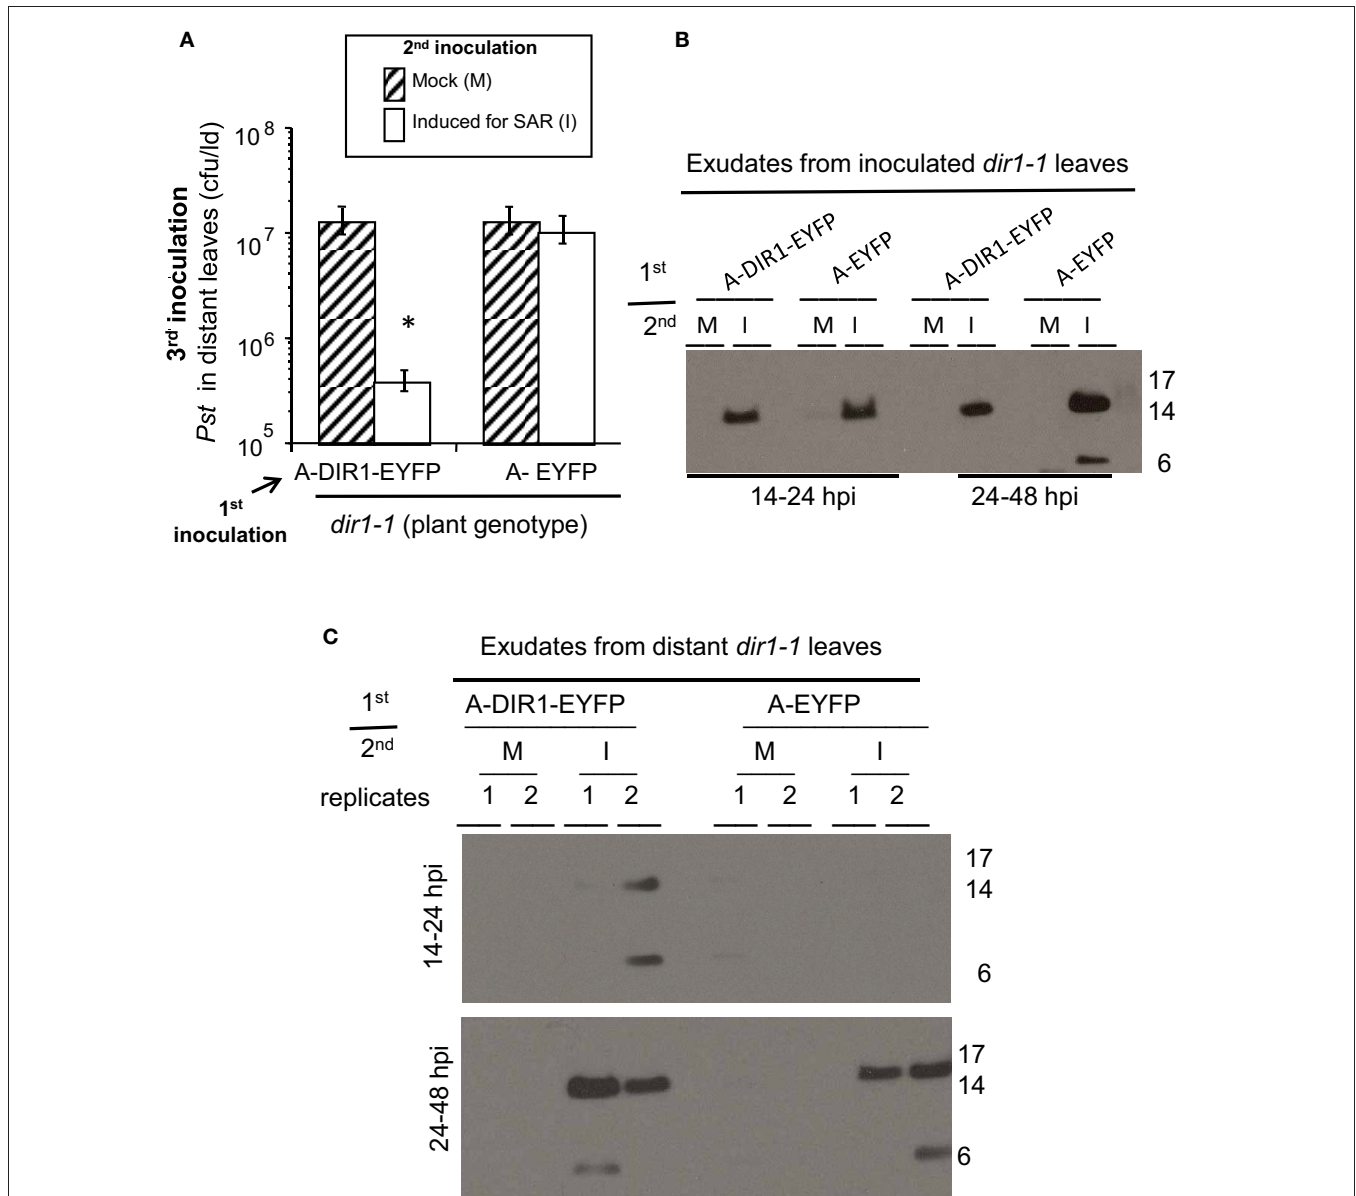 A
2nd inoculation
Mock (M)
Induced for SAR (I)
3rd inoculation
Pst in distant leaves (cfu/ld)
10^8
10^7
10^6
10^5
*
A-DIR1-EYFP
A- EYFP
1st inoculation
dir1-1 (plant genotype)
B
Exudates from inoculated dir1-1 leaves
A-DIR1-EYFP A-EYFP A-DIR1-EYFP A-EYFP
1st
2nd
M I M I M I M I
17
14
6
14-24 hpi
24-48 hpi
C
Exudates from distant dir1-1 leaves
1st
2nd
A-DIR1-EYFP A-EYFP
M I M I
replicates 1 2 1 2 1 2 1 2
14-24 hpi
17
14
6
24-48 hpi
17
14
6